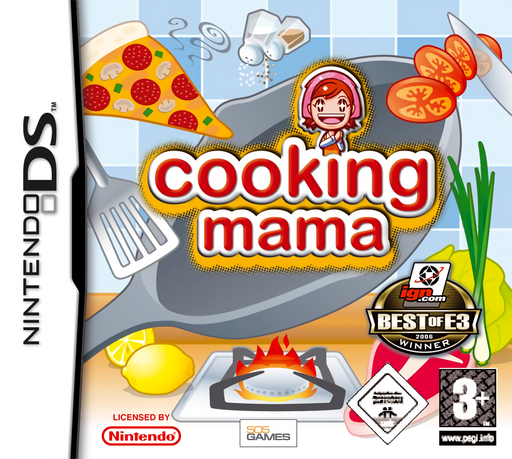 NINTENDO DS™
cooking
mama
ign.com
BEST OF E3
2006
WINNER
LICENSED BY
Nintendo
505
GAMES
3+
www.pegi.info